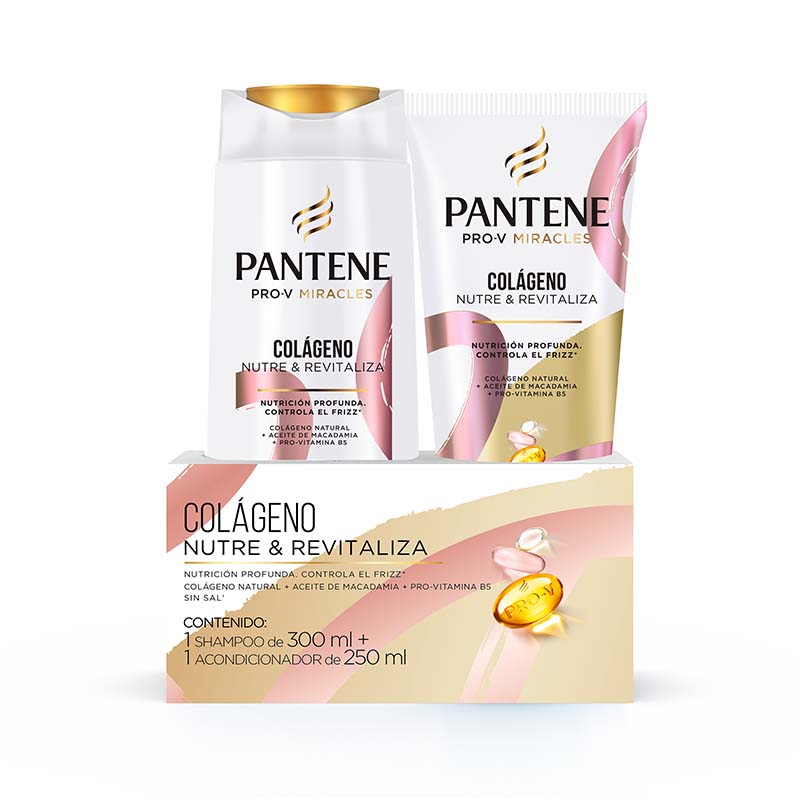 PANTENE
PRO-V MIRACLES
COLÁGENO
NUTRE & REVITALIZA
NUTRICIÓN PROFUNDA.
CONTROLA EL FRIZZ*
COLÁGENO NATURAL
+ ACEITE DE MACADAMIA
+ PRO-VITAMINA B5
PANTENE
PRO-V MIRACLES
COLÁGENO
NUTRE & REVITALIZA
NUTRICIÓN PROFUNDA.
CONTROLA EL FRIZZ*
COLÁGENO NATURAL
+ ACEITE DE MACADAMIA
+ PRO-VITAMINA B5
COLÁGENO
NUTRE & REVITALIZA
NUTRICIÓN PROFUNDA. CONTROLA EL FRIZZ*
COLÁGENO NATURAL + ACEITE DE MACADAMIA + PRO-VITAMINA B5
SIN SAL'
PRO-V
CONTENIDO:
1 SHAMPOO de 300 ml +
1 ACONDICIONADOR de 250 ml